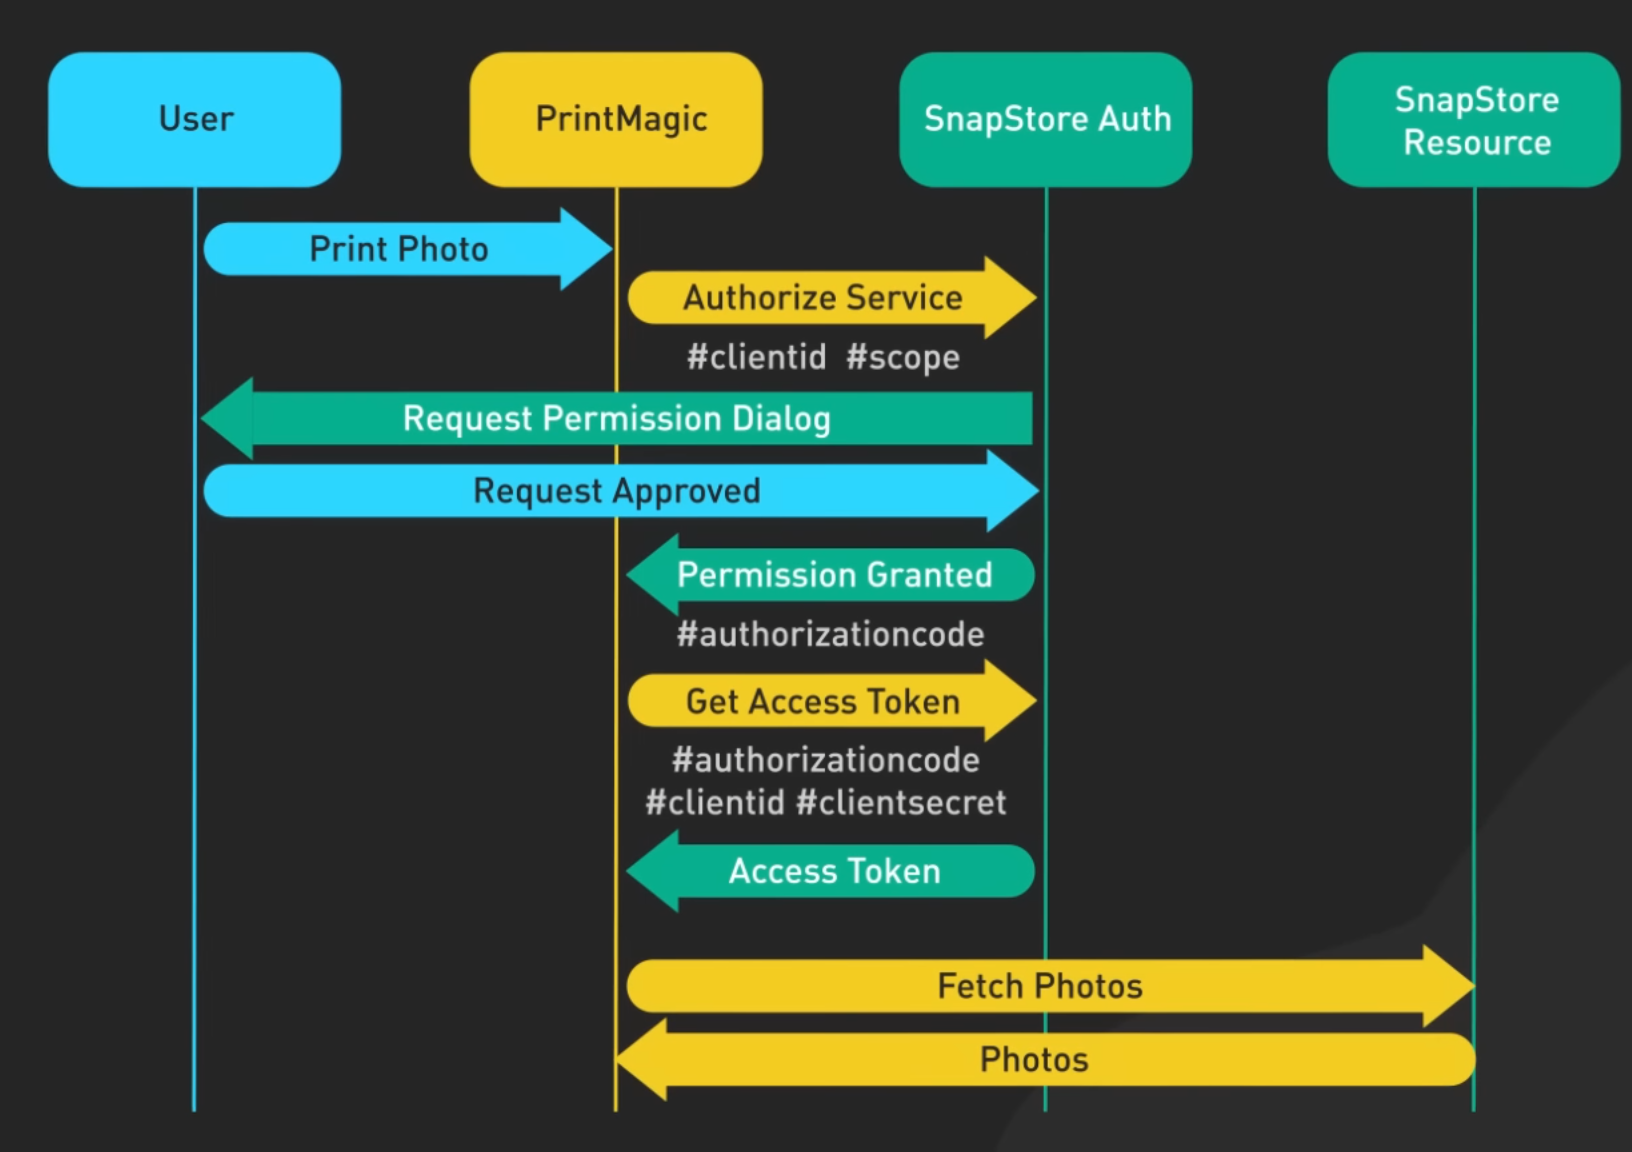 User
PrintMagic
SnapStore Auth
SnapStore
Resource
Print Photo
Authorize Service
#clientid #scope
Request Permission Dialog
Request Approved
Permission Granted
#authorizationcode
Get Access Token
#authorizationcode
#clientid #clientsecret
Access Token
Fetch Photos
Photos